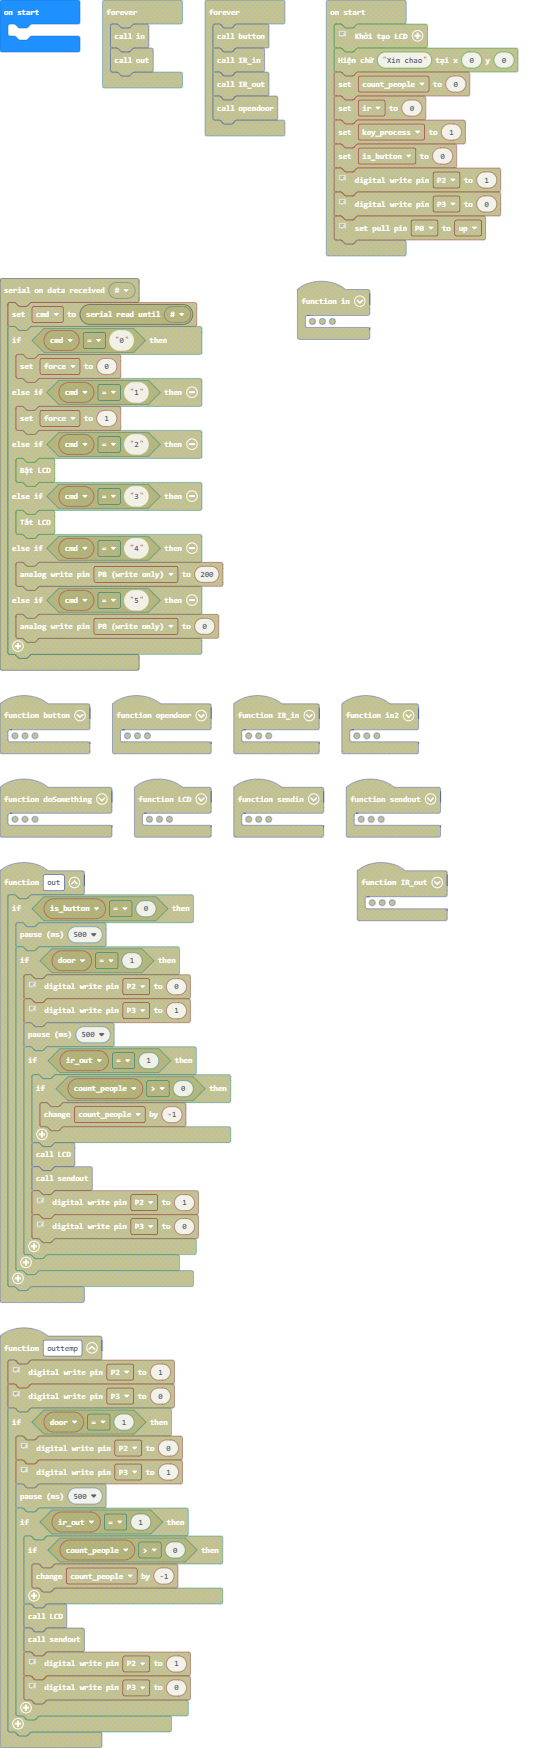 on start
forever
call in
call out
forever
call button
call IR_in
call IR_out
call opendoor
on start
Khởi tạo LCD
Hiện chữ "Xin chao" tại x 0 y 0
set count_people to 0
set ir to 0
set key_process to 1
set is_button to 0
digital write pin P2 to 1
digital write pin P3 to 0
set pull pin P0 to up
serial on data received #
set cmd to serial read until #
if cmd = "0" then
set force to 0
else if cmd = "1" then
set force to 1
else if cmd = "2" then
Bật LCD
else if cmd = "3" then
Tắt LCD
else if cmd = "4" then
analog write pin P8 (write only) to 200
else if cmd = "5" then
analog write pin P8 (write only) to 0
function in
function button
function opendoor
function IR_in
function in2
function doSomething
function LCD
function sendin
function sendout
function out
if is_button = 0 then
pause (ms) 500
if door = 1 then
digital write pin P2 to 0
digital write pin P3 to 1
pause (ms) 500
if ir_out = 1 then
if count_people > 0 then
change count_people by -1
call LCD
call sendout
digital write pin P2 to 1
digital write pin P3 to 0
function IR_out
function outtemp
digital write pin P2 to 1
digital write pin P3 to 0
if door = 1 then
digital write pin P2 to 0
digital write pin P3 to 1
pause (ms) 500
if ir_out = 1 then
if count_people > 0 then
change count_people by -1
call LCD
call sendout
digital write pin P2 to 1
digital write pin P3 to 0